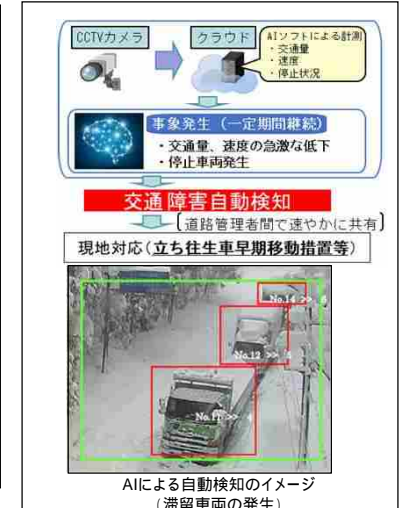 CCTVカメラ
クラウド
AIソフトによる計測
・交通量
・速度
・停止状況
事象発生（一定期間継続）
・交通量、速度の急激な低下
・停止車両発生
交通障害自動検知
道路管理者間で速やかに共有
現地対応（立ち往生車早期移動措置等）
No.14 >>
No.12 >>
AIによる自動検知のイメージ
（滞留車両の発生）